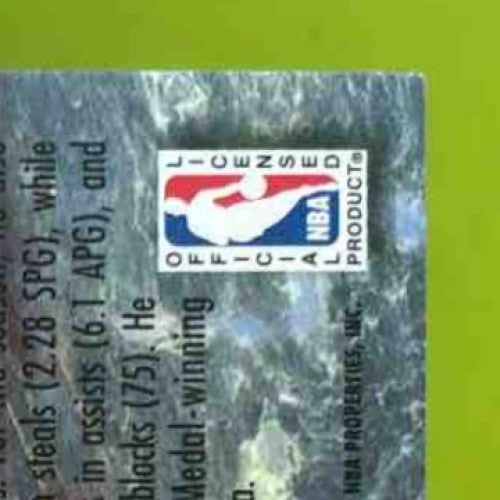 steals (2.28 SPG), while
in assists (6.1 APG), and
blocks (75). He
Medal-winning
a.
OFFICIAL
LICENSED
NBA
PRODUCT®
NBA PROPERTIES, INC.